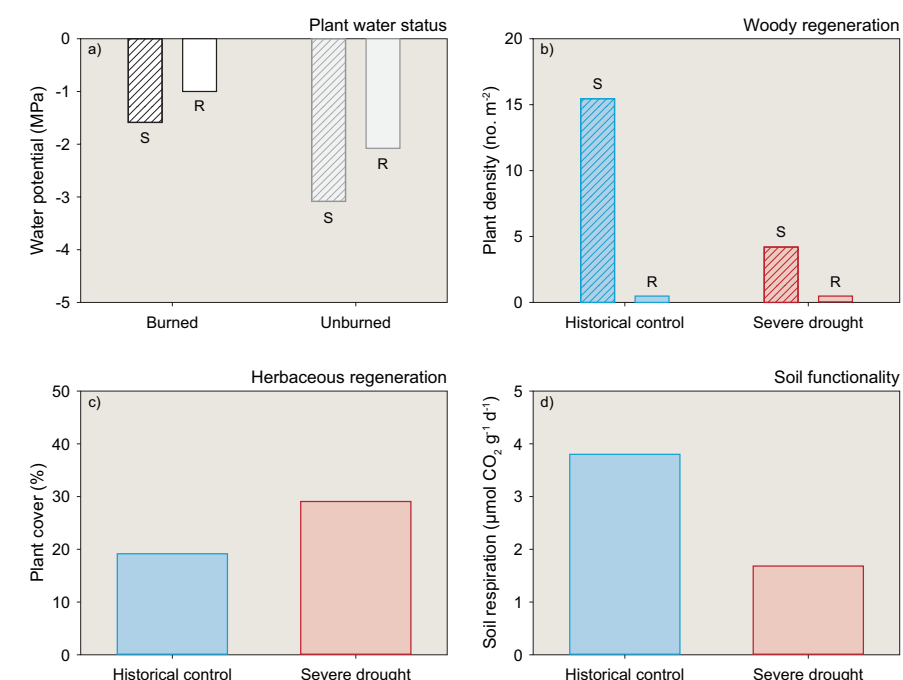 Plant water status
a)
Water potential (MPa)
0
-1
-2
-3
-4
-5
S
R
S
R
Burned
Unburned
Woody regeneration
b)
Plant density (no. m-2)
20
15
10
5
0
S
R
S
R
Historical control
Severe drought
Herbaceous regeneration
c)
Plant cover (%)
50
40
30
20
10
0
Historical control
Severe drought
Soil functionality
d)
Soil respiration (µmol CO2 g-1 d-1)
5
4
3
2
1
0
Historical control
Severe drought